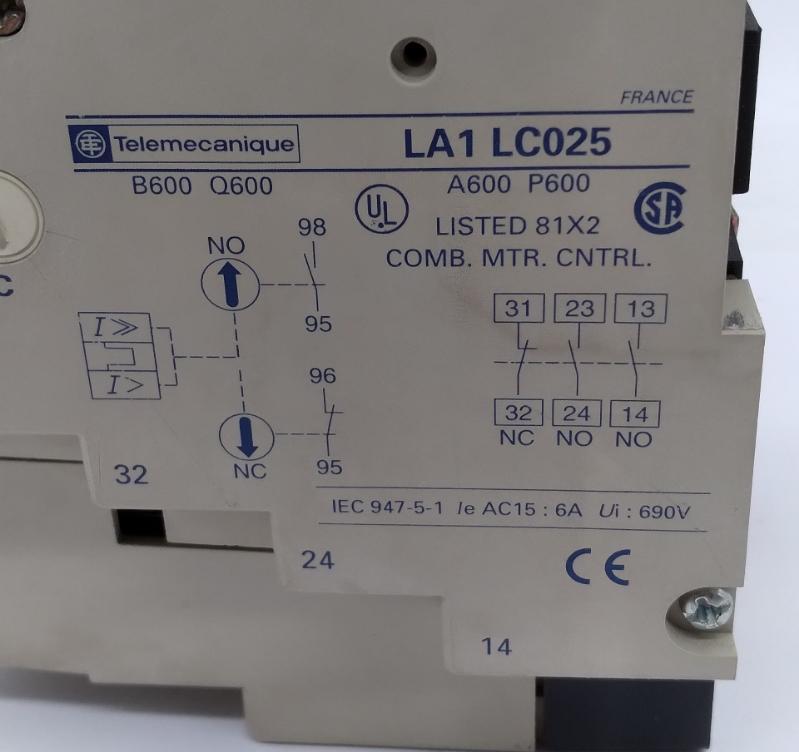 FRANCE
Telemecanique LA1 LC025
B600 Q600
UL
A600 P600
SA
LISTED 81X2
COMB. MTR. CNTRL.
NO
98
95
I ≫
I >
96
95
NC
31 23 13
32 24 14
NC NO NO
IEC 947-5-1 Ie AC15 : 6A Ui : 690V
C
32
24
CE
14